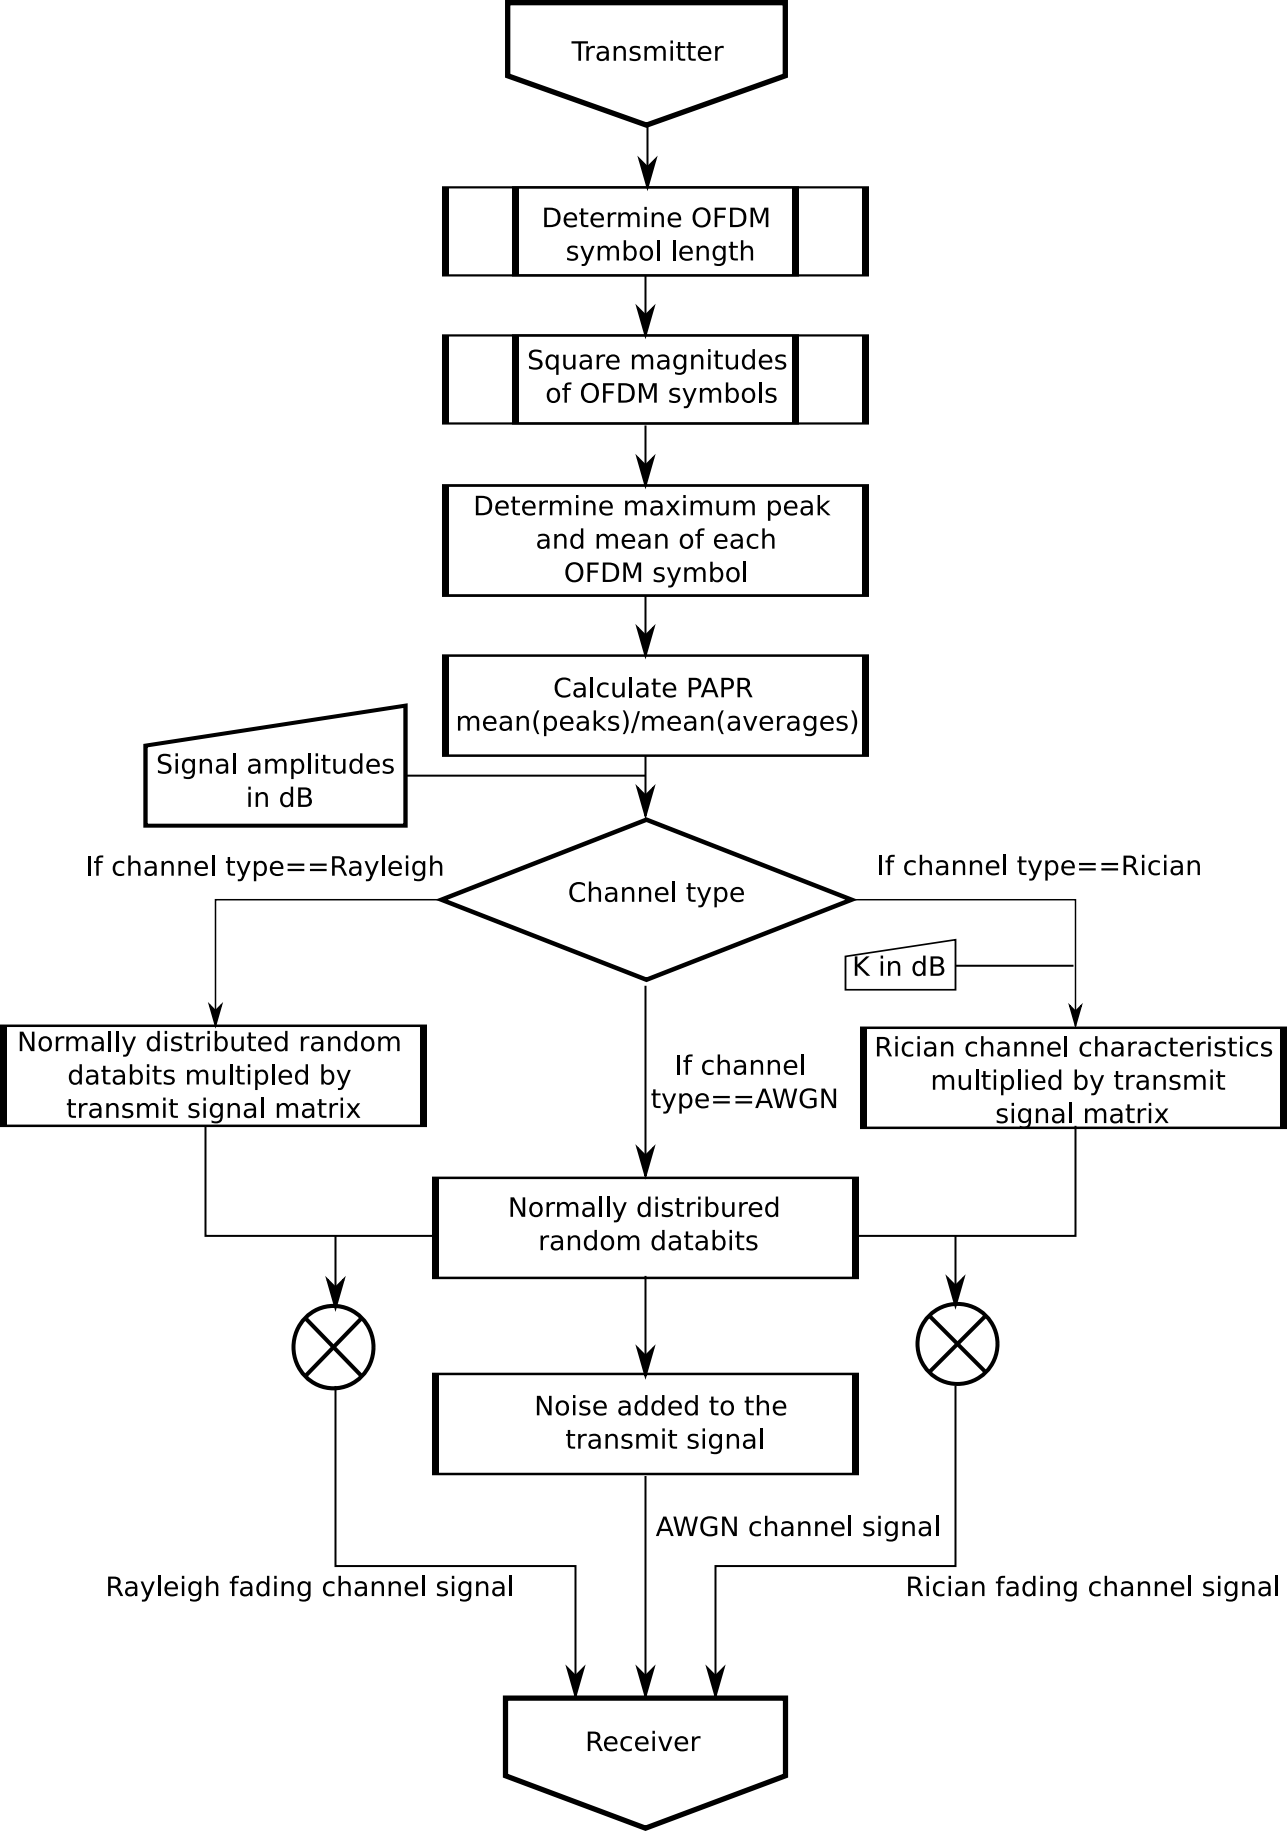 Transmitter
Determine OFDM
symbol length
Square magnitudes
of OFDM symbols
Determine maximum peak
and mean of each
OFDM symbol
Calculate PAPR
mean(peaks)/mean(averages)
Signal amplitudes
in dB
If channel type==Rayleigh
Channel type
If channel type==Rician
K in dB
Normally distributed random
databits multipled by
transmit signal matrix
If channel
type==AWGN
Rician channel characteristics
multiplied by transmit
signal matrix
Normally distribured
random databits
Noise added to the
transmit signal
AWGN channel signal
Rayleigh fading channel signal
Rician fading channel signal
Receiver